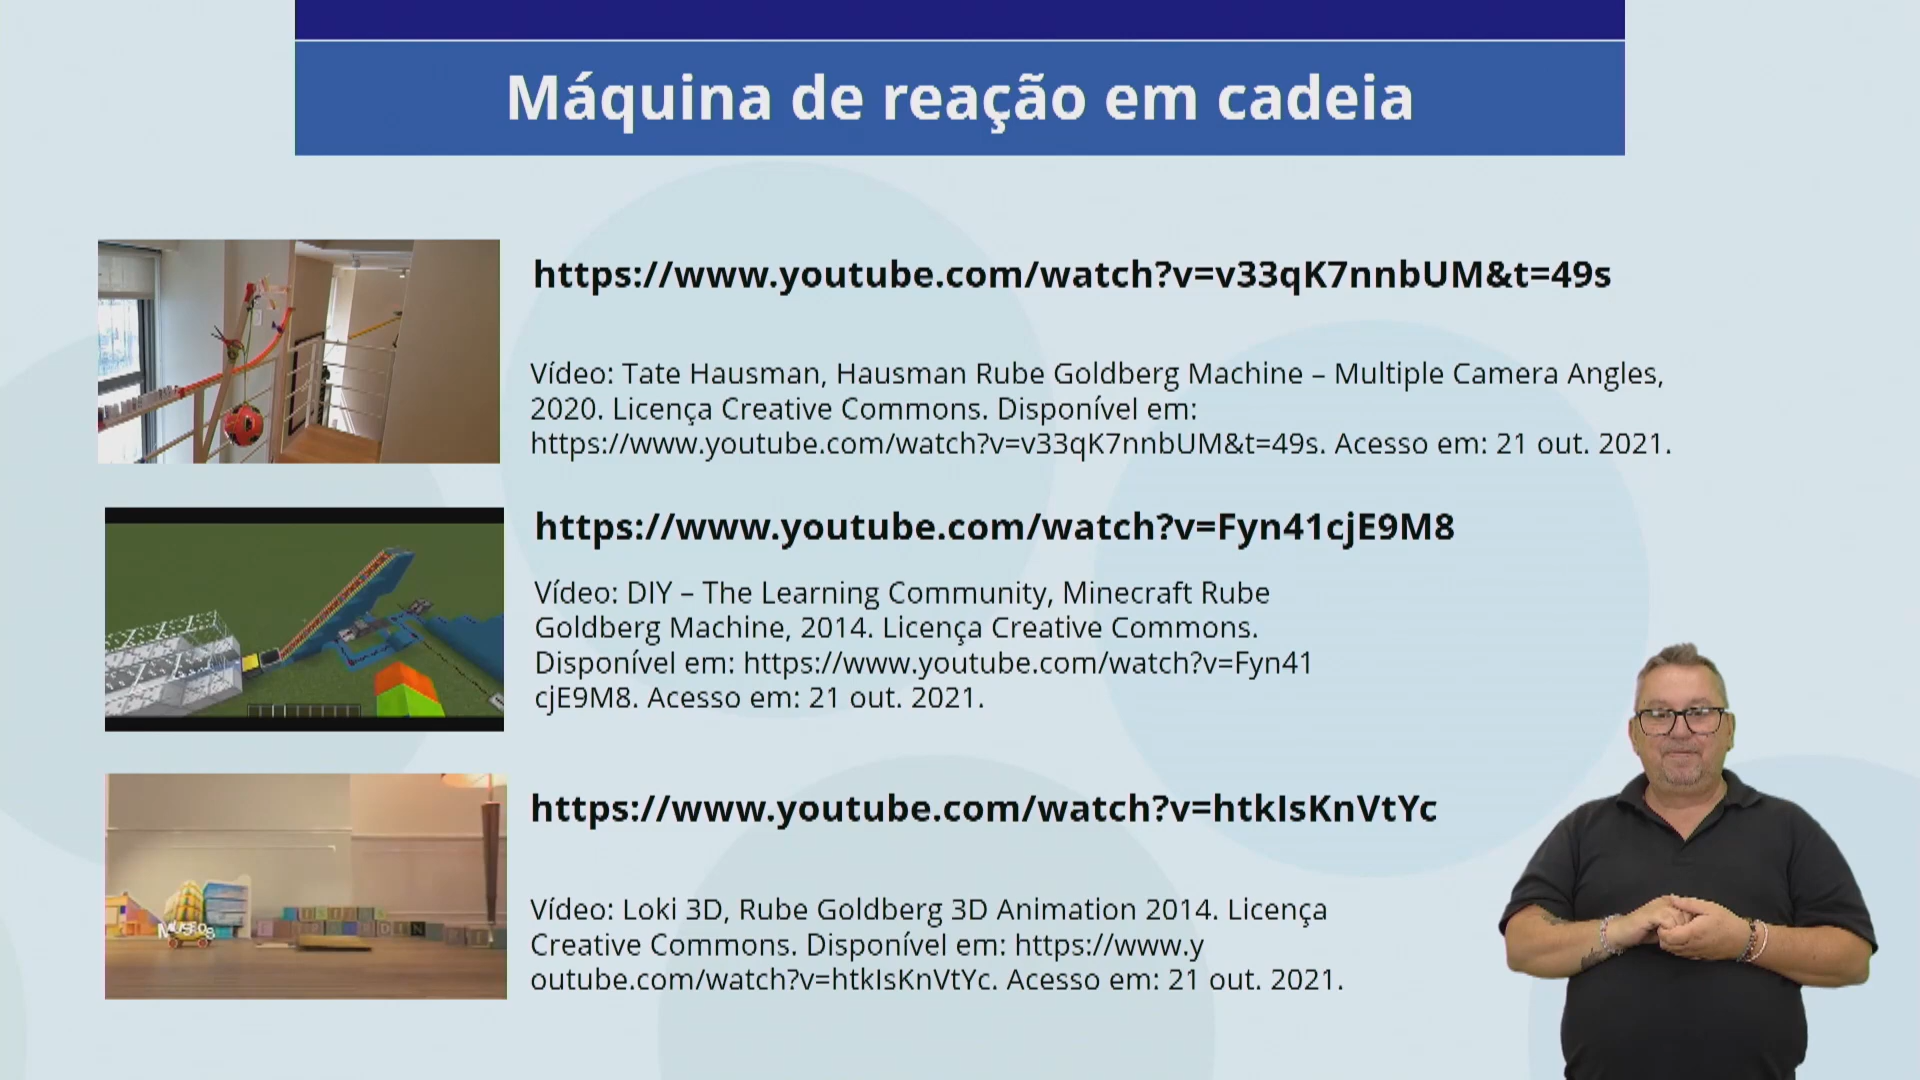 Máquina de reação em cadeia
https://www.youtube.com/watch?v=v33qK7nnbUM&t=49s
Vídeo: Tate Hausman, Hausman Rube Goldberg Machine – Multiple Camera Angles,
2020. Licença Creative Commons. Disponível em:
https://www.youtube.com/watch?v=v33qK7nnbUM&t=49s. Acesso em: 21 out. 2021.
https://www.youtube.com/watch?v=Fyn41cjE9M8
Vídeo: DIY – The Learning Community, Minecraft Rube
Goldberg Machine, 2014. Licença Creative Commons.
Disponível em: https://www.youtube.com/watch?v=Fyn41
cjE9M8. Acesso em: 21 out. 2021.
https://www.youtube.com/watch?v=htkIsKnVtYc
Vídeo: Loki 3D, Rube Goldberg 3D Animation 2014. Licença
Creative Commons. Disponível em: https://www.y
outube.com/watch?v=htkIsKnVtYc. Acesso em: 21 out. 2021.